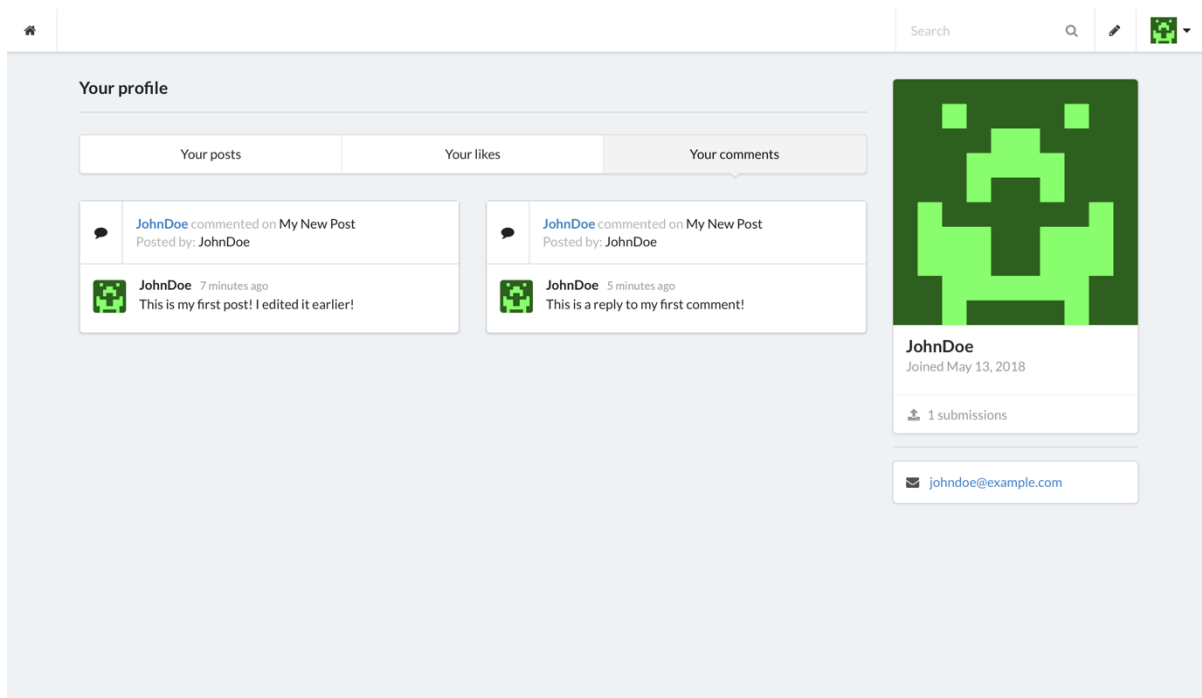 Search
Your profile
Your posts
Your likes
Your comments
JohnDoe commented on My New Post
Posted by: JohnDoe
JohnDoe 7 minutes ago
This is my first post! I edited it earlier!
JohnDoe commented on My New Post
Posted by: JohnDoe
JohnDoe 5 minutes ago
This is a reply to my first comment!
JohnDoe
Joined May 13, 2018
1 submissions
johndoe@example.com